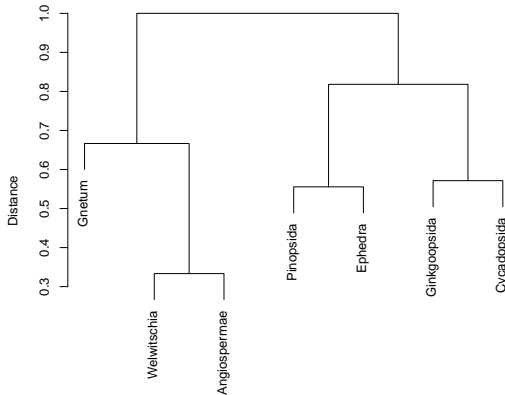 Distance
1.0
0.9
0.8
0.7
0.6
0.5
0.4
0.3
Gnetum
Welwitschia
Angiospermae
Pinopsida
Ephedra
Ginkgoopsida
Cycadopsida